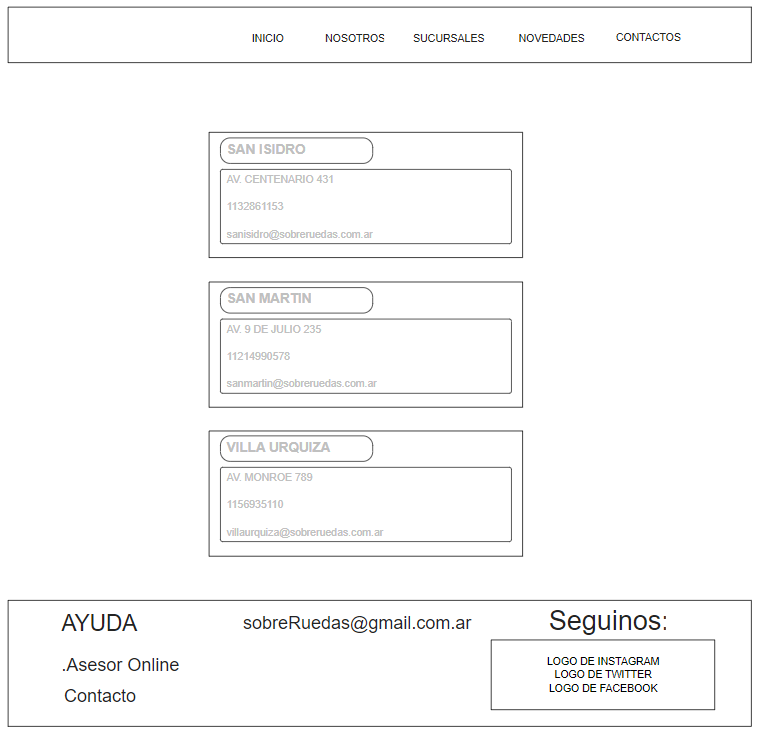 INICIO NOSOTROS SUCURSALES NOVEDADES CONTACTOS
SAN ISIDRO
AV. CENTENARIO 431
1132861153
sanisidro@sobreruedas.com.ar
SAN MARTIN
AV. 9 DE JULIO 235
11214990578
sanmartin@sobreruedas.com.ar
VILLA URQUIZA
AV. MONROE 789
1156935110
villaurquiza@sobreruedas.com.ar
AYUDA
.Asesor Online
Contacto
sobreRuedas@gmail.com.ar
Seguinos:
LOGO DE INSTAGRAM
LOGO DE TWITTER
LOGO DE FACEBOOK